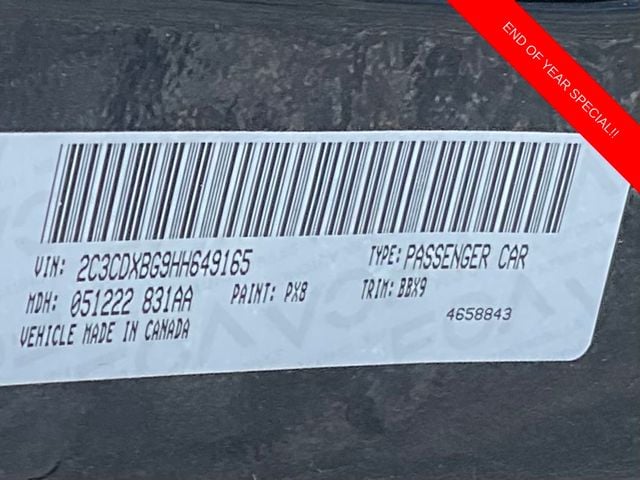 END OF YEAR SPECIAL!!
VIN: 2C3CDXBG9HH649165 TYPE: PASSENGER CAR
MDH: 051222 831AA PAINT: PX8 TRIM: BBX9
VEHICLE MADE IN CANADA 4658843